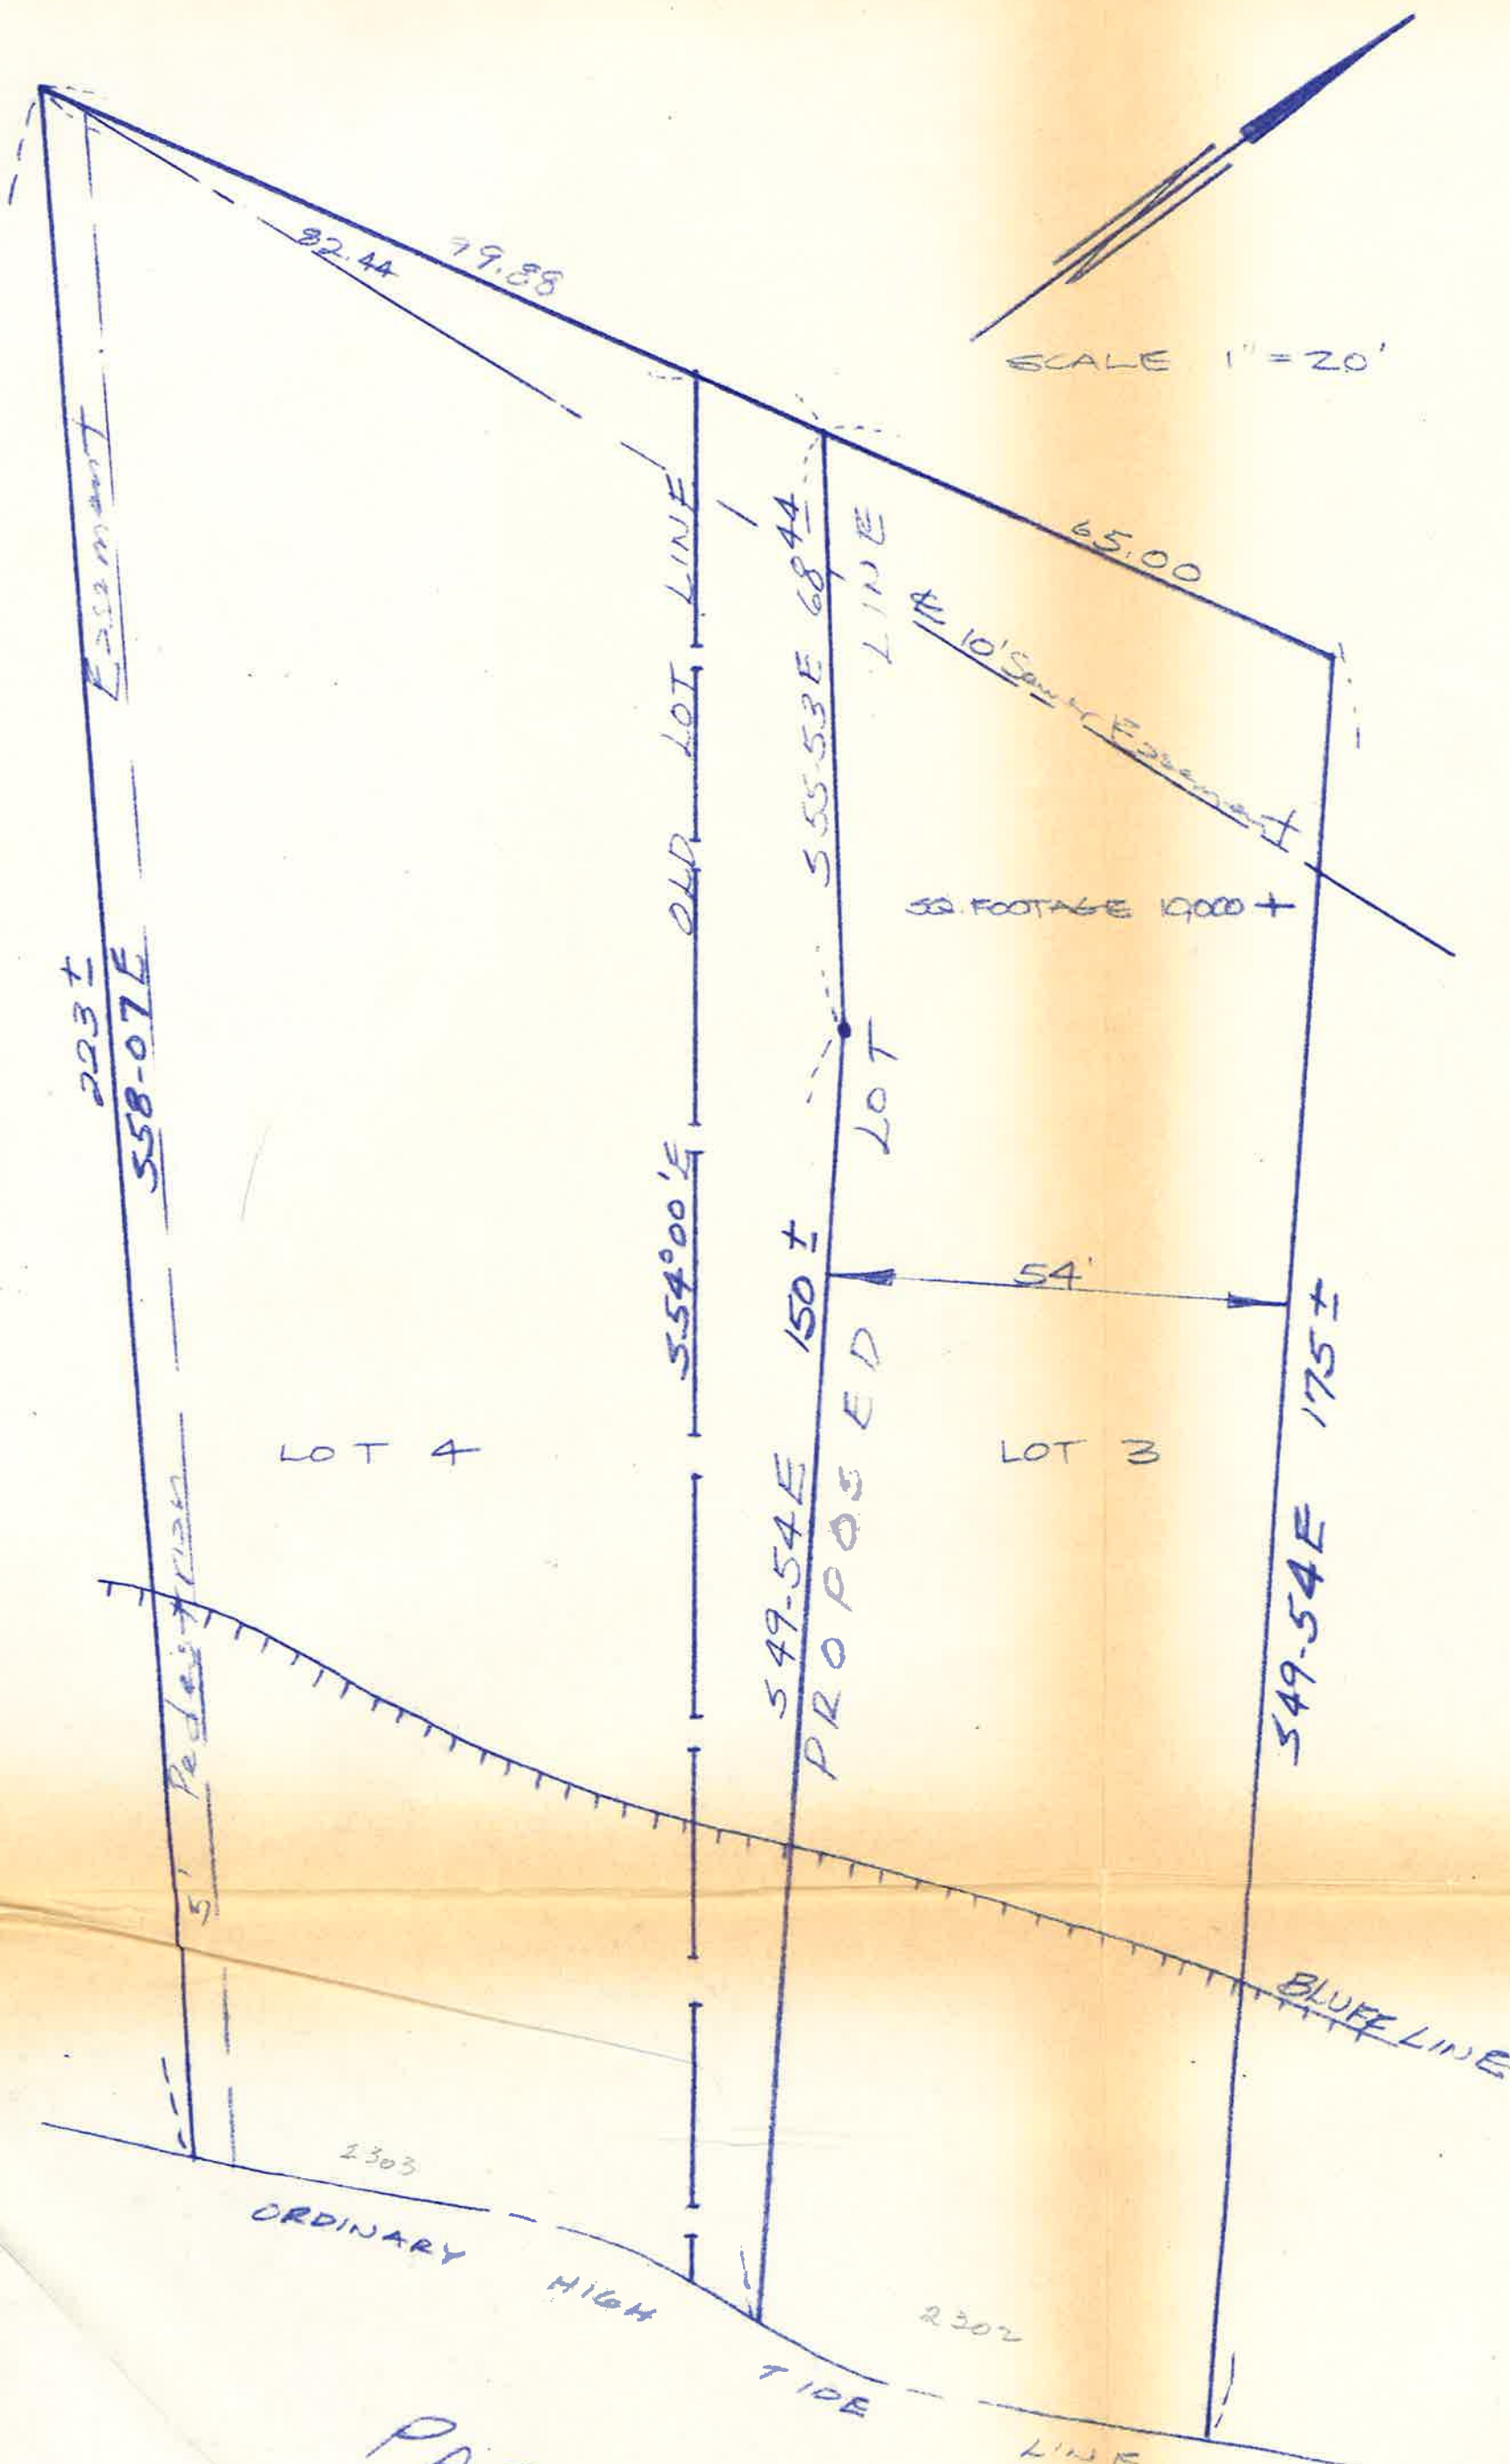 82.44
99.88
SCALE 1" = 20'
65.00
10' Sewer Easement
SQ. FOOTAGE 10,000 +
5' Pedestrian Easement
223 ±
S58-07E
OLD LOT LINE
S54°00'E
S55-53E 68.44
PROPOSED LOT LINE
150 ±
S49-54E
54'
175 ±
S49-54E
LOT 4
LOT 3
BLUFF LINE
2303
2302
ORDINARY HIGH TIDE LINE